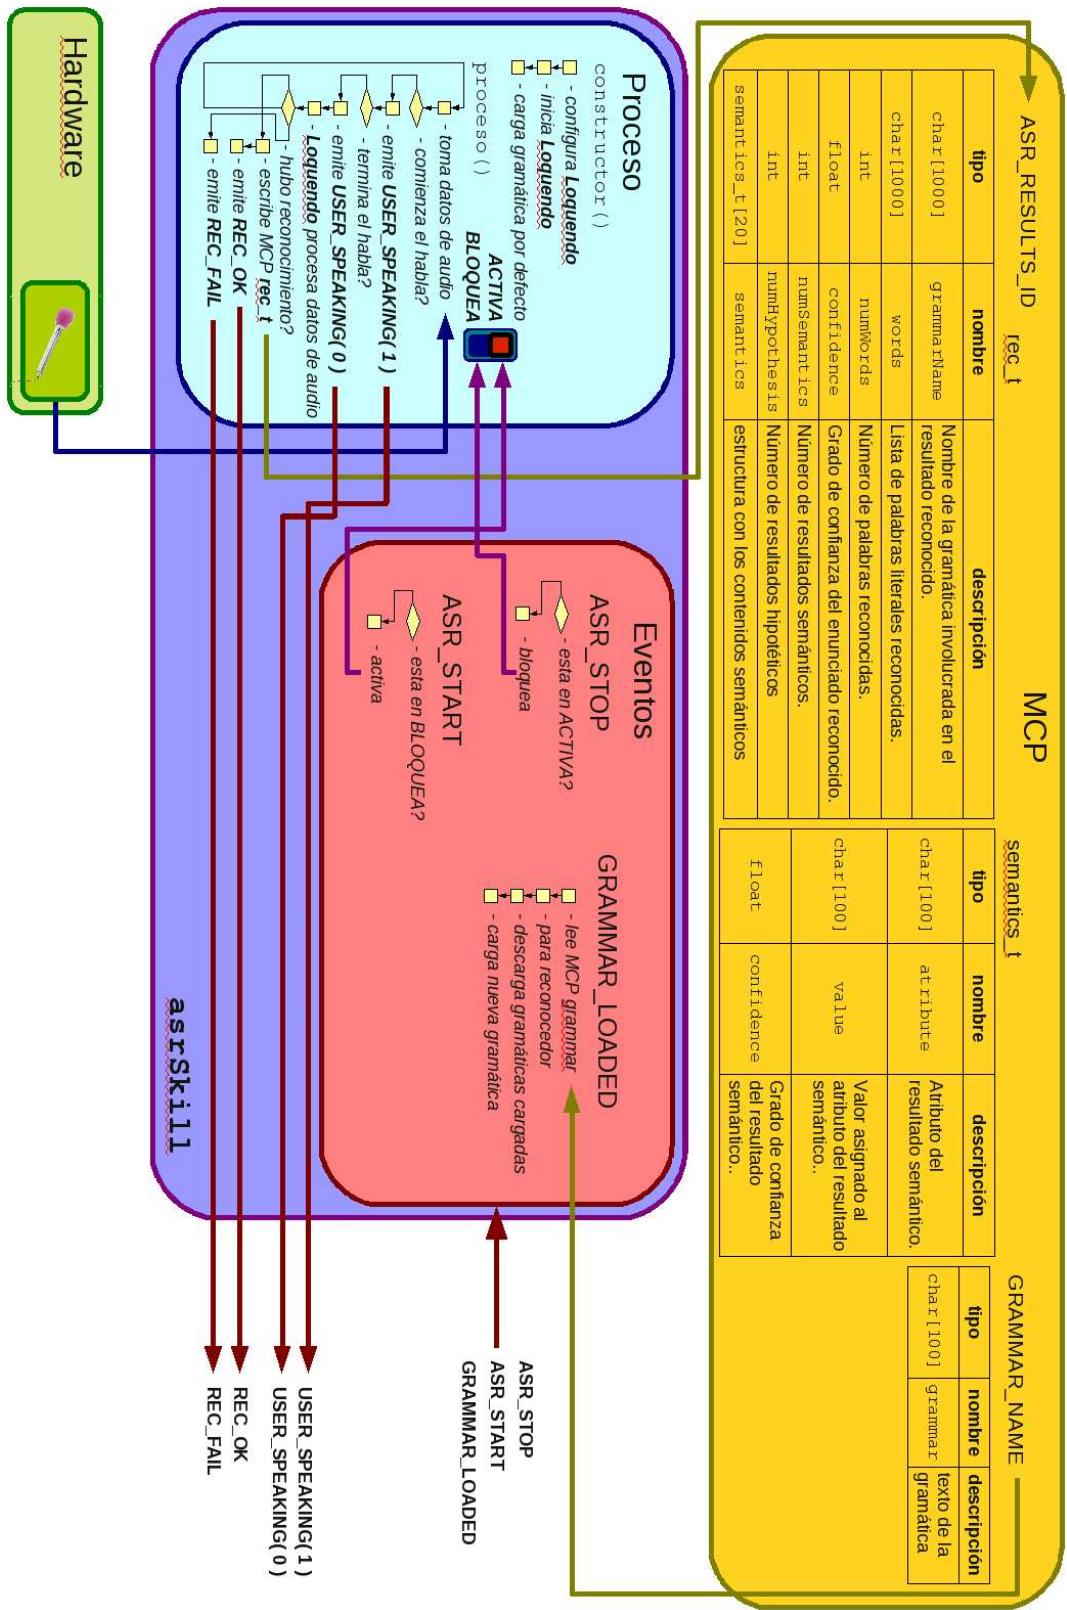 MCP
ASR_RESULTS_ID
rec_t
tipo nombre descripción
char[1000] grammarName Nombre de la gramática involucrada en el
resultado reconocido.
char[1000] words Lista de palabras literales reconocidas.
int numWords Número de palabras reconocidas.
float confidence Grado de confianza del enunciado reconocido.
int numSemantics Número de resultados semánticos.
int numHypothesis Número de resultados hipotéticos
semantics_t[20] semantics estructura con los contenidos semánticos
semantics_t
tipo nombre descripción
char[100] atribute Atributo del
resultado semántico.
char[100] value Valor asignado al
atributo del resultado
semántico..
float confidence Grado de confianza
del resultado
semántico..
GRAMMAR_NAME
tipo nombre descripción
char[100] grammar texto de la
gramática
Proceso
constructor()
- configura Loquendo
- inicia Loquendo
- carga gramática por defecto
ACTIVA
BLOQUEA
proceso()
- toma datos de audio
- comienza el habla?
- emite USER_SPEAKING(1)
- termina el habla?
- emite USER_SPEAKING(0)
- Loquendo procesa datos de audio
- hubo reconocimiento?
- escribe MCP rec_t
- emite REC_OK
- emite REC_FAIL
Eventos
ASR_STOP
- esta en ACTIVA?
- bloquea
ASR_START
- esta en BLOQUEA?
- activa
GRAMMAR_LOADED
- lee MCP grammar
- para reconocedor
- descarga gramáticas cargadas
- carga nueva gramática
asrSkill
ASR_STOP
ASR_START
GRAMMAR_LOADED
USER_SPEAKING(1)
USER_SPEAKING(0)
REC_OK
REC_FAIL
Hardware